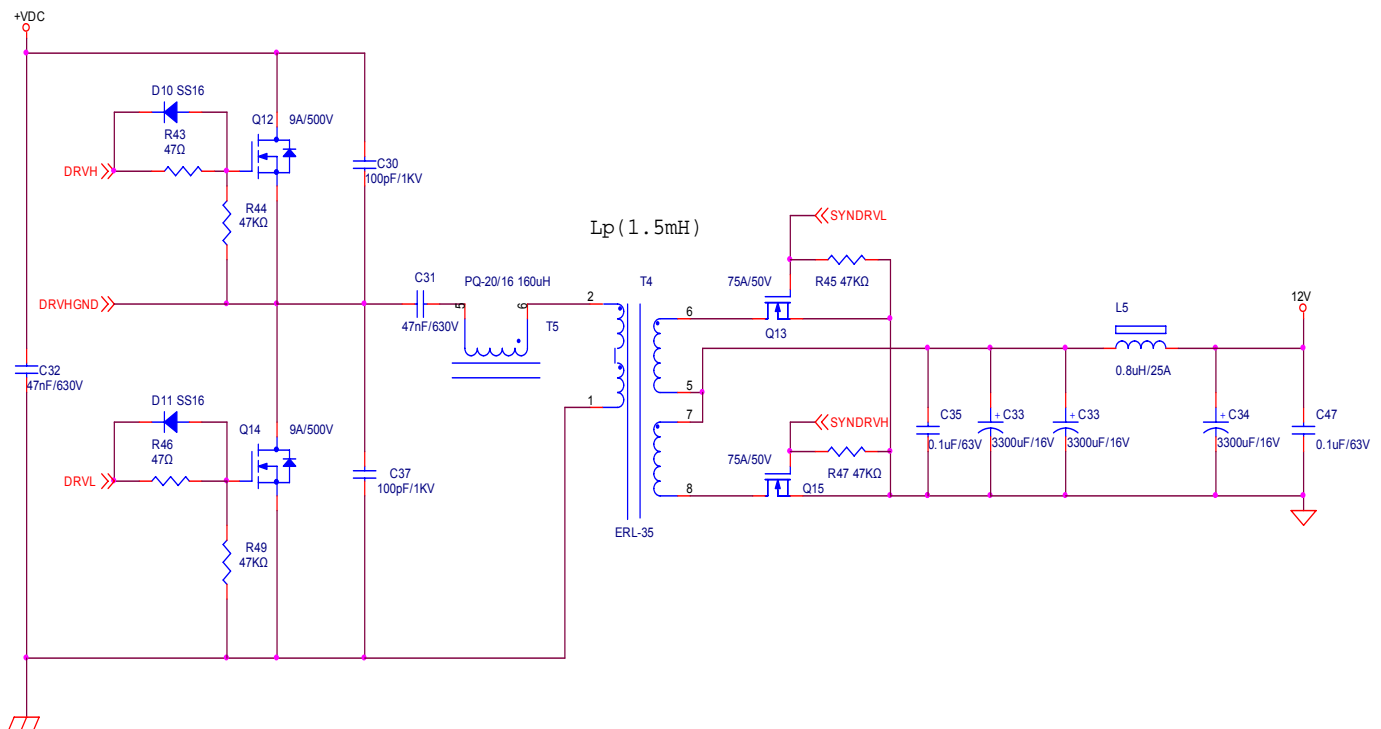 +VDC
D10 SS16
R43
47Ω
DRVH
Q12
9A/500V
C30
100pF/1KV
R44
47KΩ
DRVHGND
C31
47nF/630V
PQ-20/16 160uH
5
6
T5
Lp(1.5mH)
T4
2
1
ERL-35
6
5
7
8
SYNDRVL
75A/50V
R45 47KΩ
Q13
SYNDRVH
75A/50V
R47 47KΩ
Q15
C35
0.1uF/63V
+ C33
3300uF/16V
+ C33
3300uF/16V
L5
0.8uH/25A
12V
+ C34
3300uF/16V
C47
0.1uF/63V
C32
47nF/630V
D11 SS16
R46
47Ω
DRVL
Q14
9A/500V
C37
100pF/1KV
R49
47KΩ